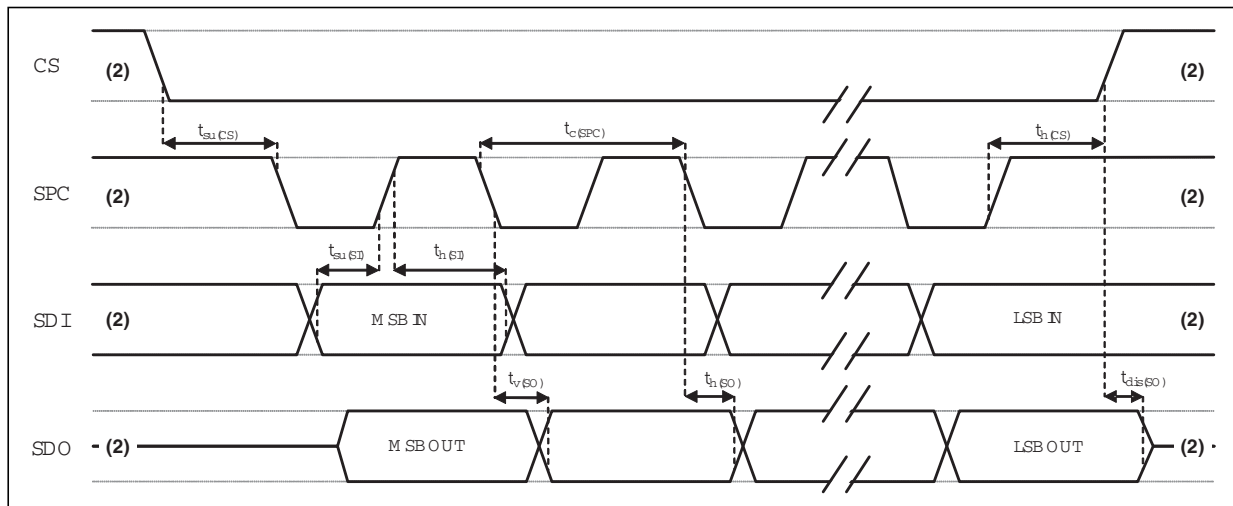 CS (2) (2)
tsu(CS) tc(SPC) th(CS)
SPC (2) (2)
tsu(SI) th(SI)
SDI (2) MSB IN LSB IN (2)
tv(SO) th(SO) tdis(SO)
SDO (2) MSB OUT LSB OUT (2)